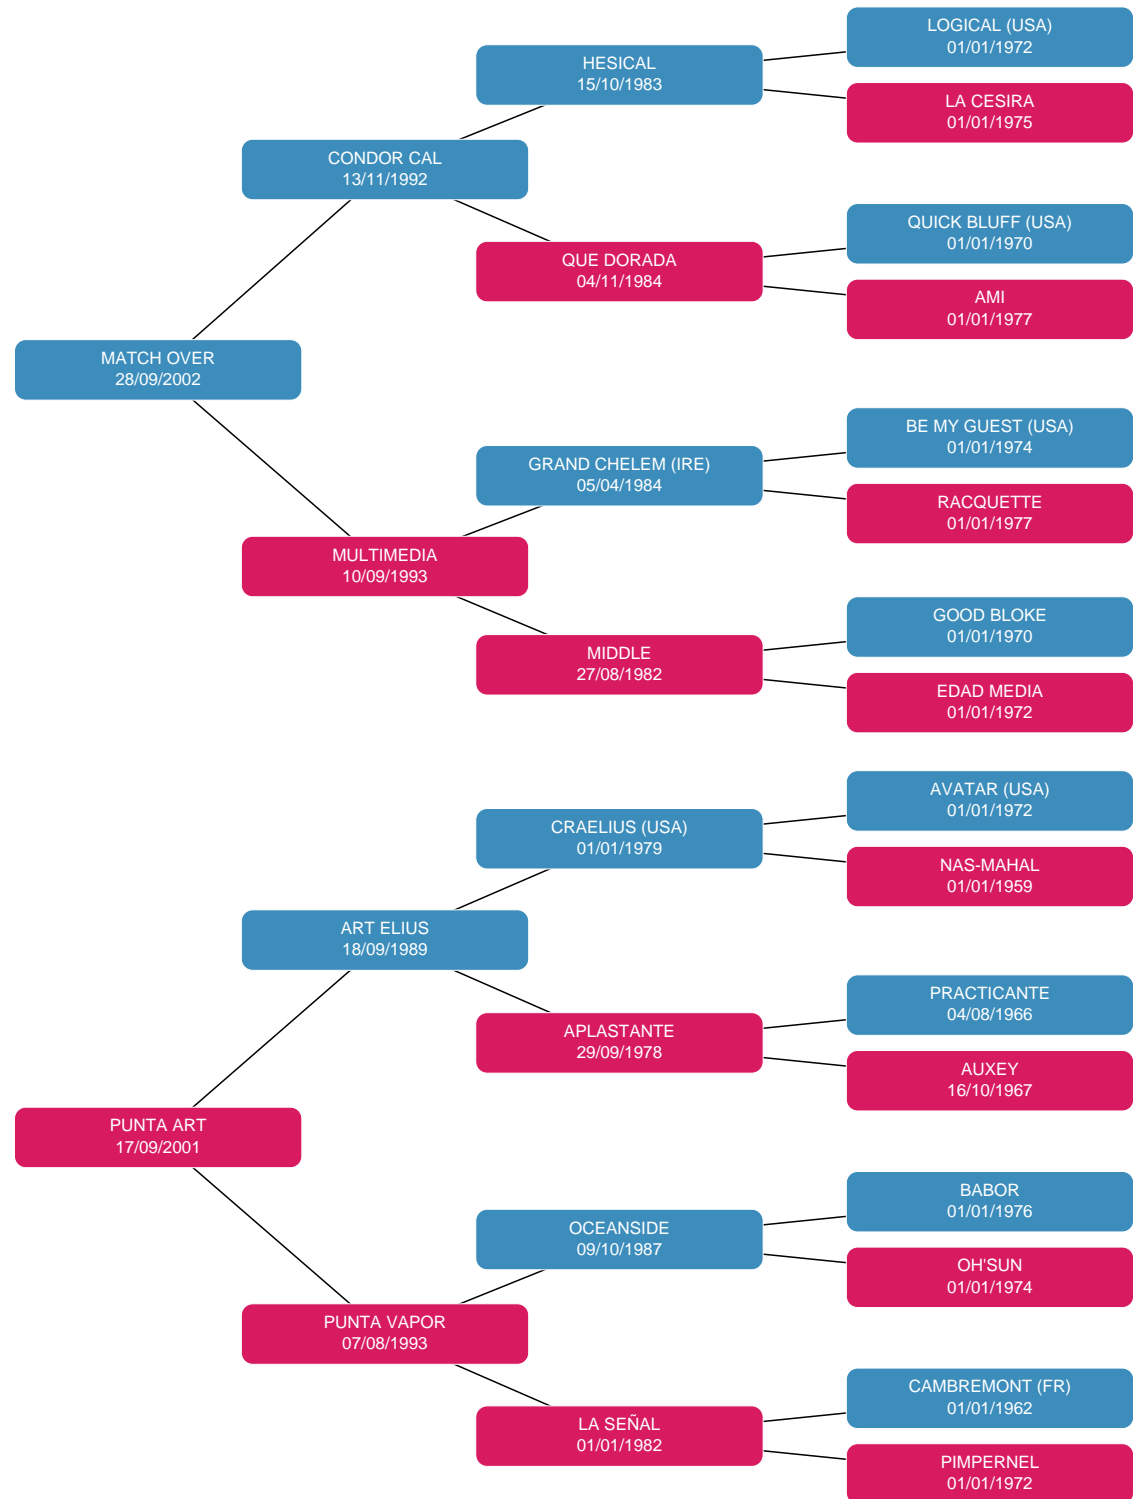 LOGICAL (USA)
01/01/1972
HESICAL
15/10/1983
LA CESIRA
01/01/1975
CONDOR CAL
13/11/1992
QUICK BLUFF (USA)
01/01/1970
QUE DORADA
04/11/1984
AMI
01/01/1977
MATCH OVER
28/09/2002
BE MY GUEST (USA)
01/01/1974
GRAND CHELEM (IRE)
05/04/1984
RACQUETTE
01/01/1977
MULTIMEDIA
10/09/1993
GOOD BLOKE
01/01/1970
MIDDLE
27/08/1982
EDAD MEDIA
01/01/1972
AVATAR (USA)
01/01/1972
CRAELIUS (USA)
01/01/1979
NAS-MAHAL
01/01/1959
ART ELIUS
18/09/1989
PRACTICANTE
04/08/1966
APLASTANTE
29/09/1978
AUXEY
16/10/1967
PUNTA ART
17/09/2001
BABOR
01/01/1976
OCEANSIDE
09/10/1987
OH'SUN
01/01/1974
PUNTA VAPOR
07/08/1993
CAMBREMONT (FR)
01/01/1962
LA SEÑAL
01/01/1982
PIMPERNEL
01/01/1972